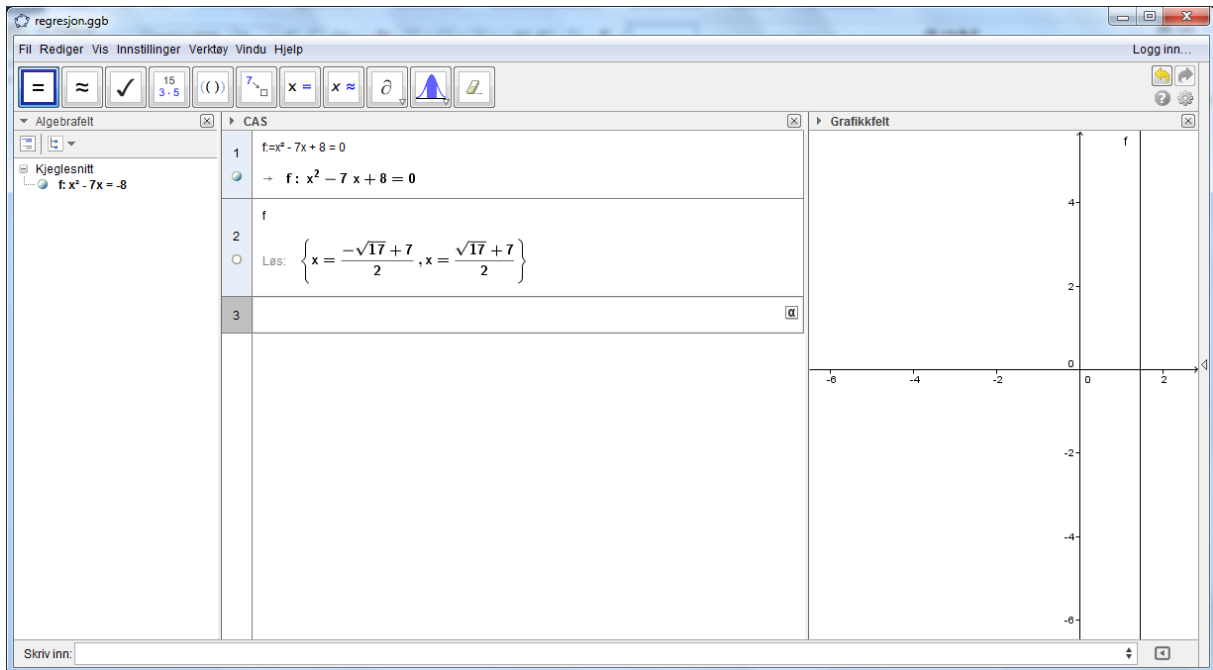 regresjon.ggb
Fil Rediger Vis Innstillinger Verktøy Vindu Hjelp
Logg inn...
= ≈ ✓ 15 3·5 (( )) 7 x = x ≈ ∂
Algebrafelt
CAS
Grafikkfelt
Kjeglesnitt
f: x² - 7x = -8
1
f:=x² - 7x + 8 = 0
→ f : x² − 7 x + 8 = 0
2
f
Løs: {x = (−√17 + 7)/2 , x = (√17 + 7)/2}
3
α
f
4
2
0
-6 -4 -2 0 2
-2
-4
-6
Skriv inn: